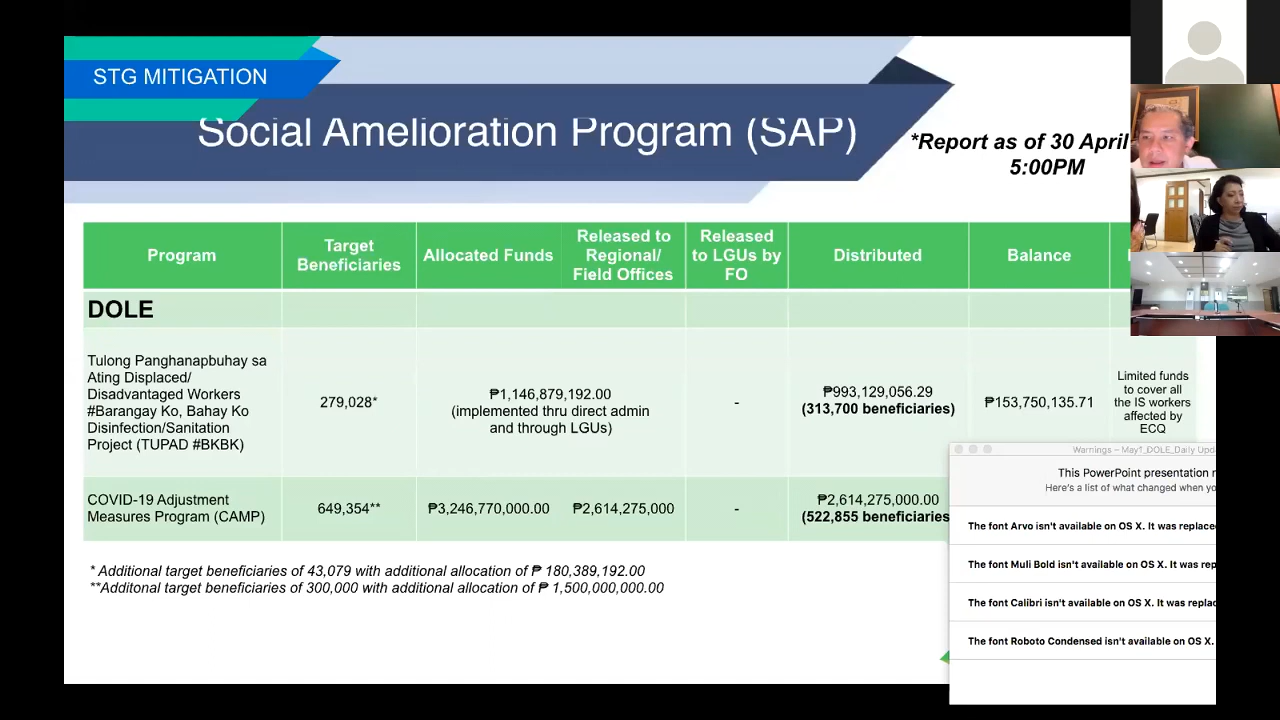 STG MITIGATION
Social Amelioration Program (SAP)
*Report as of 30 April
5:00PM
Program
Target
Beneficiaries
Allocated Funds
Released to
Regional/
Field Offices
Released
to LGUs by
FO
Distributed
Balance
DOLE
Tulong Panghanapbuhay sa
Ating Displaced/
Disadvantaged Workers
#Barangay Ko, Bahay Ko
Disinfection/Sanitation
Project (TUPAD #BKBK)
279,028*
₱1,146,879,192.00
(implemented thru direct admin
and through LGUs)
-
₱993,129,056.29
(313,700 beneficiaries)
₱153,750,135.71
Limited funds
to cover all
the IS workers
affected by
ECQ
COVID-19 Adjustment
Measures Program (CAMP)
649,354**
₱3,246,770,000.00
₱2,614,275,000
-
₱2,614,275,000.00
(522,855 beneficiaries
* Additional target beneficiaries of 43,079 with additional allocation of ₱ 180,389,192.00
**Additonal target beneficiaries of 300,000 with additional allocation of ₱ 1,500,000,000.00
Warnings – May1_DOLE_Daily Upd
This PowerPoint presentation
Here's a list of what changed when
The font Arvo isn't available on OS X. It was replace
The font Muli Bold isn't available on OS X. It was rep
The font Calibri isn't available on OS X. It was repla
The font Roboto Condensed isn't available on OS X.